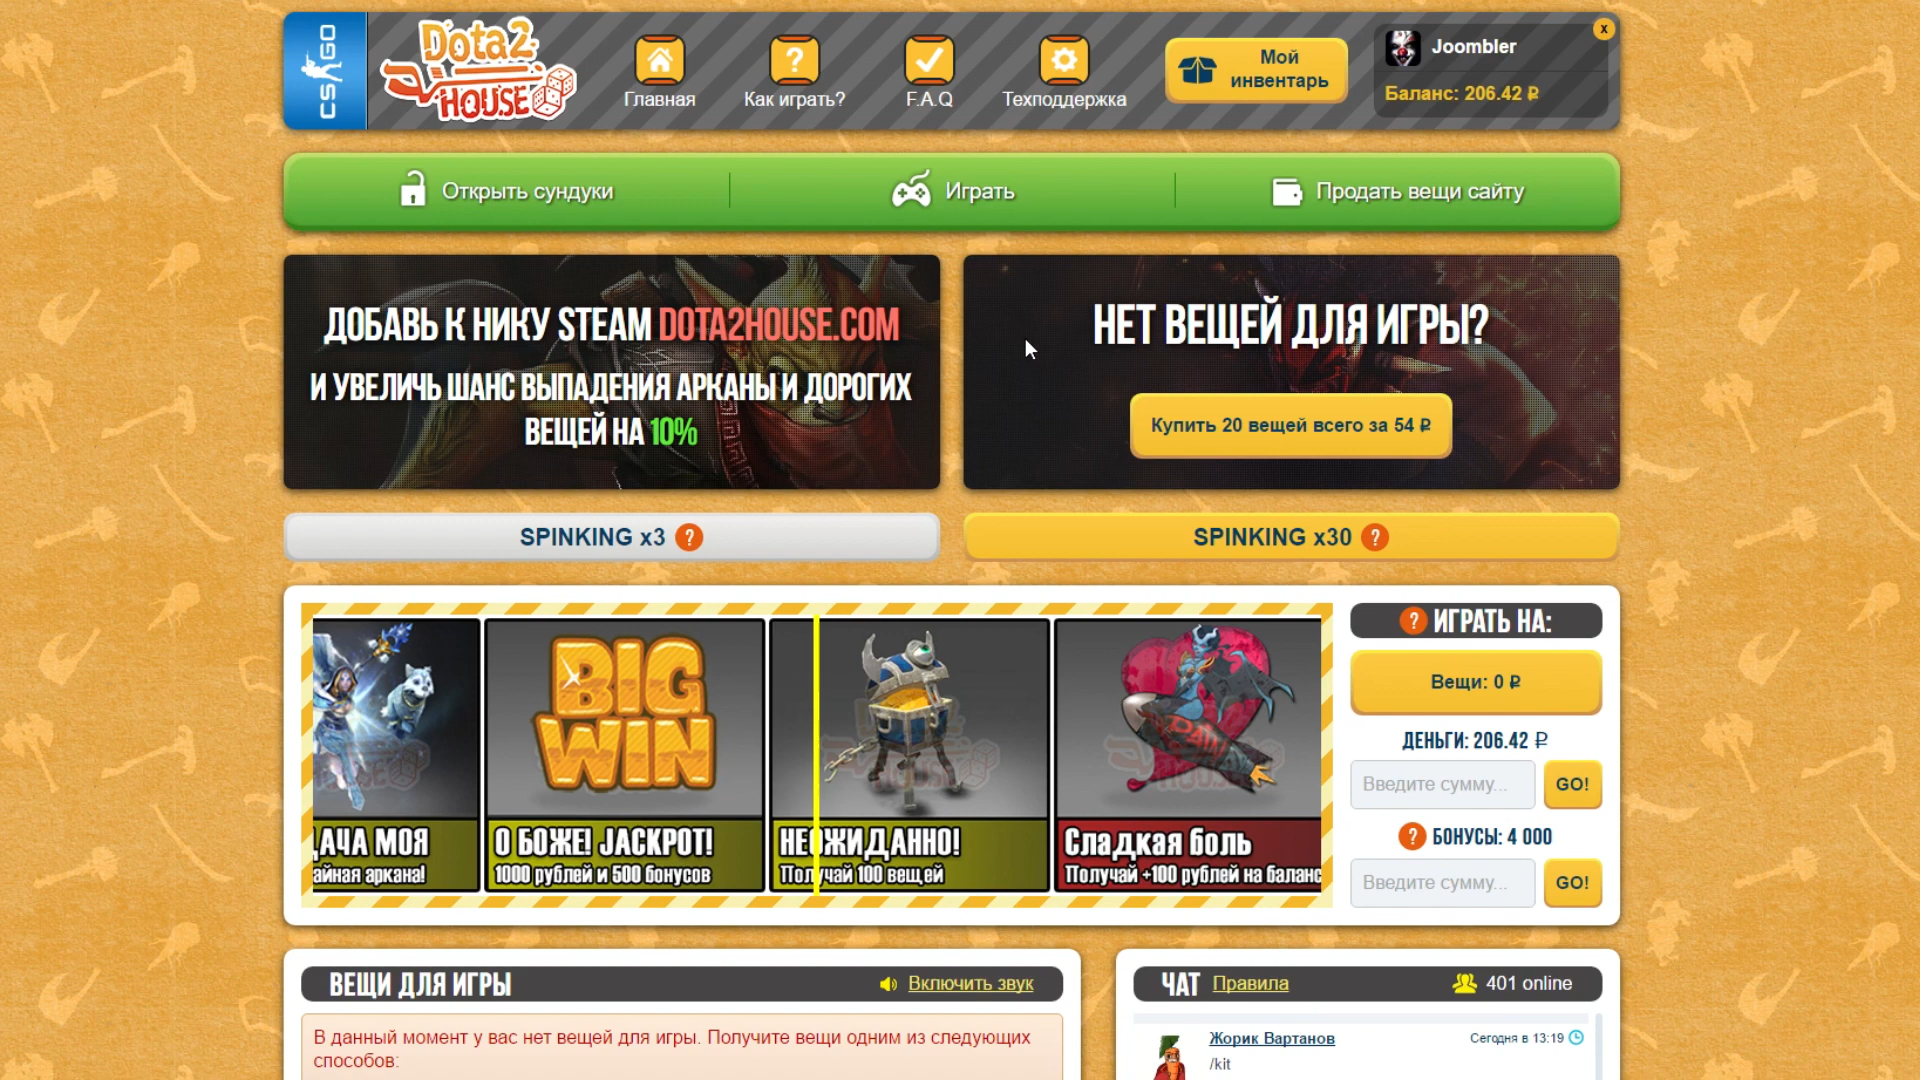 CS GO
Dota2
HOUSE
Главная
Как играть?
F.A.Q
Техподдержка
Мой
инвентарь
Joombler
x
Баланс: 206.42 ₽
Открыть сундуки
Играть
Продать вещи сайту
ДОБАВЬ К НИКУ STEAM DOTA2HOUSE.COM
И УВЕЛИЧЬ ШАНС ВЫПАДЕНИЯ АРКАНЫ И ДОРОГИХ
ВЕЩЕЙ НА 10%
НЕТ ВЕЩЕЙ ДЛЯ ИГРЫ?
Купить 20 вещей всего за 54 ₽
SPINKING x3 ?
SPINKING x30 ?
BIG
WIN
ДАЧА МОЯ
айная аркана!
О БОЖЕ! JACKPOT!
1000 рублей и 500 бонусов
НЕОЖИДАННО!
Получай 100 вещей
PAIN
Сладкая боль
Получай +100 рублей на баланс
? ИГРАТЬ НА:
Вещи: 0 ₽
ДЕНЬГИ: 206.42 ₽
Введите сумму...
GO!
? БОНУСЫ: 4 000
Введите сумму...
GO!
ВЕЩИ ДЛЯ ИГРЫ
Включить звук
В данный момент у вас нет вещей для игры. Получите вещи одним из следующих
способов:
ЧАТ
Правила
401 online
Жорик Вартанов
Сегодня в 13:19
/kit